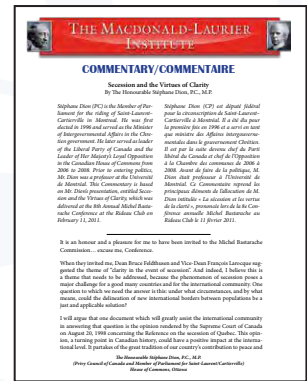 THE MACDONALD-LAURIER
INSTITUTE
COMMENTARY/COMMENTAIRE
Secession and the Virtues of Clarity
By The Honourable Stéphane Dion, P.C., M.P.
Stéphane Dion (PC) is the Member of Par-
liament for the riding of Saint-Laurent–
Cartierville in Montreal. He was first
elected in 1996 and served as the Minister
of Intergovernmental Affairs in the Chré-
tien government. He later served as leader
of the Liberal Party of Canada and the
Leader of Her Majesty's Loyal Opposition
in the Canadian House of Commons from
2006 to 2008. Prior to entering politics,
Mr. Dion was a professor at the Université
de Montréal. This Commentary is based
on Mr. Dion's presentation, entitled Seces-
sion and the Virtues of Clarity, which was
delivered at the 8th Annual Michel Basta-
rache Conference at the Rideau Club on
February 11, 2011.
Stéphane Dion (CP) est député fédéral
pour la circonscription de Saint-Laurent–
Cartierville à Montréal. Il a été élu pour
la première fois en 1996 et a servi en tant
que ministre des Affaires intergouverne-
mentales dans le gouvernement Chrétien.
Il est par la suite devenu chef du Parti
libéral du Canada et chef de l'Opposition
à la Chambre des communes de 2006 à
2008. Avant de faire de la politique, M.
Dion était professeur à l'Université de
Montréal. Ce Commentaire reprend les
principaux éléments de l'allocution de M.
Dion intitulée « La sécession et les vertus
de la clarté », prononcée lors de la 8e Con-
férence annuelle Michel Bastarache au
Rideau Club le 11 février 2011.
It is an honour and a pleasure for me to have been invited to the Michel Bastarache
Commission… excuse me, Conference.
When they invited me, Dean Bruce Feldthusen and Vice-Dean François Larocque sug-
gested the theme of "clarity in the event of secession". And indeed, I believe this is
a theme that needs to be addressed, because the phenomenon of secession poses a
major challenge for a good many countries and for the international community. One
question to which we need the answer is this: under what circumstances, and by what
means, could the delineation of new international borders between populations be a
just and applicable solution?
I will argue that one document which will greatly assist the international community
in answering that question is the opinion rendered by the Supreme Court of Canada
on August 20, 1998 concerning the Reference on the secession of Quebec. This opin-
ion, a turning point in Canadian history, could have a positive impact at the interna-
tional level. It partakes of the great tradition of our country's contribution to peace and
The Honourable Stéphane Dion, P.C., M.P.
(Privy Council of Canada and Member of Parliament for Saint-Laurent/Cartierville)
House of Commons, Ottawa